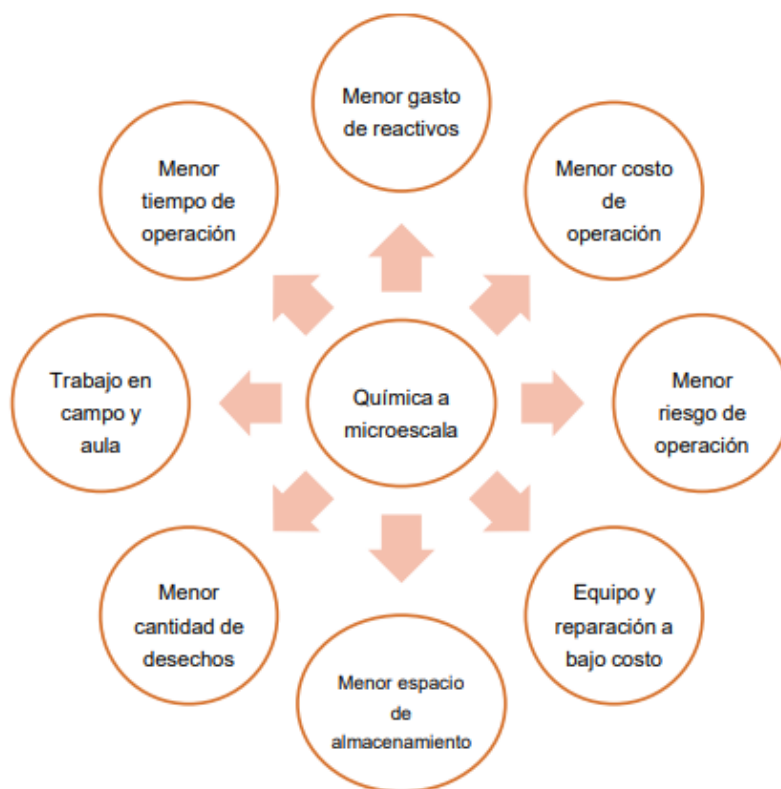 Menor gasto
de reactivos
Menor costo
de
operación
Menor
riesgo de
operación
Equipo y
reparación a
bajo costo
Menor espacio
de
almacenamiento
Menor
cantidad de
desechos
Trabajo en
campo y
aula
Menor
tiempo de
operación
Química a
microescala